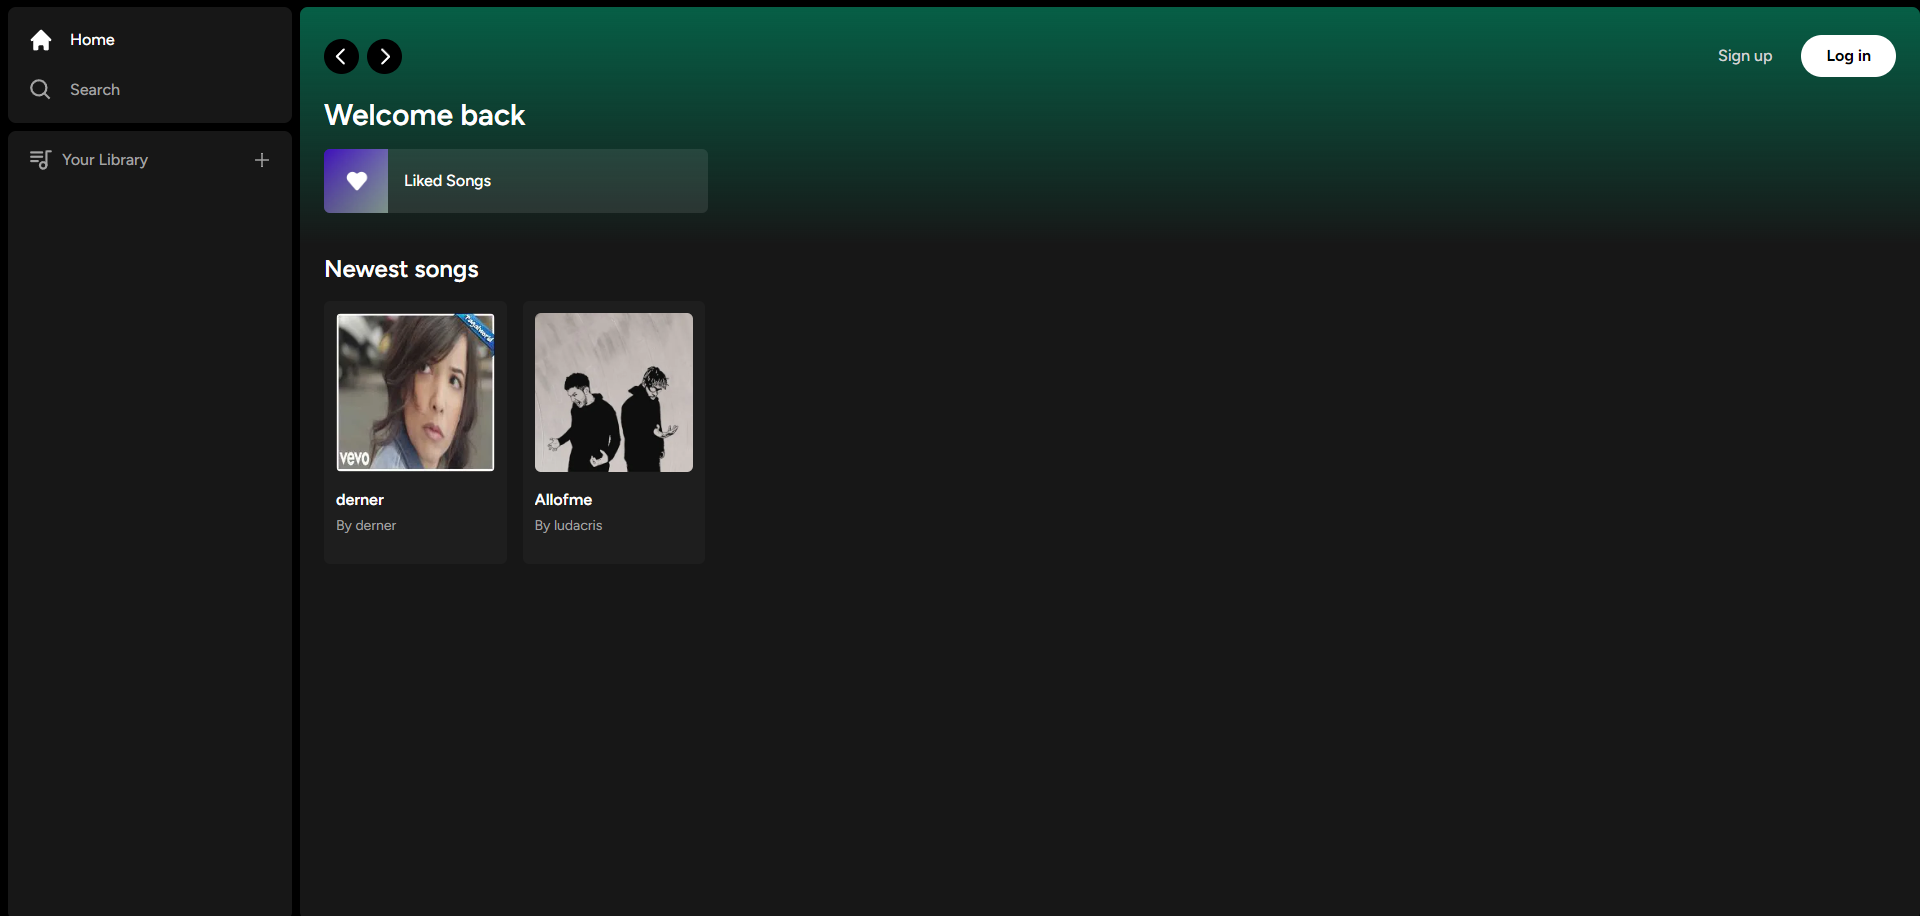 Home
Search
Your Library
Sign up
Log in
Welcome back
Liked Songs
Newest songs
vevo
derner
By derner
Allofme
By ludacris